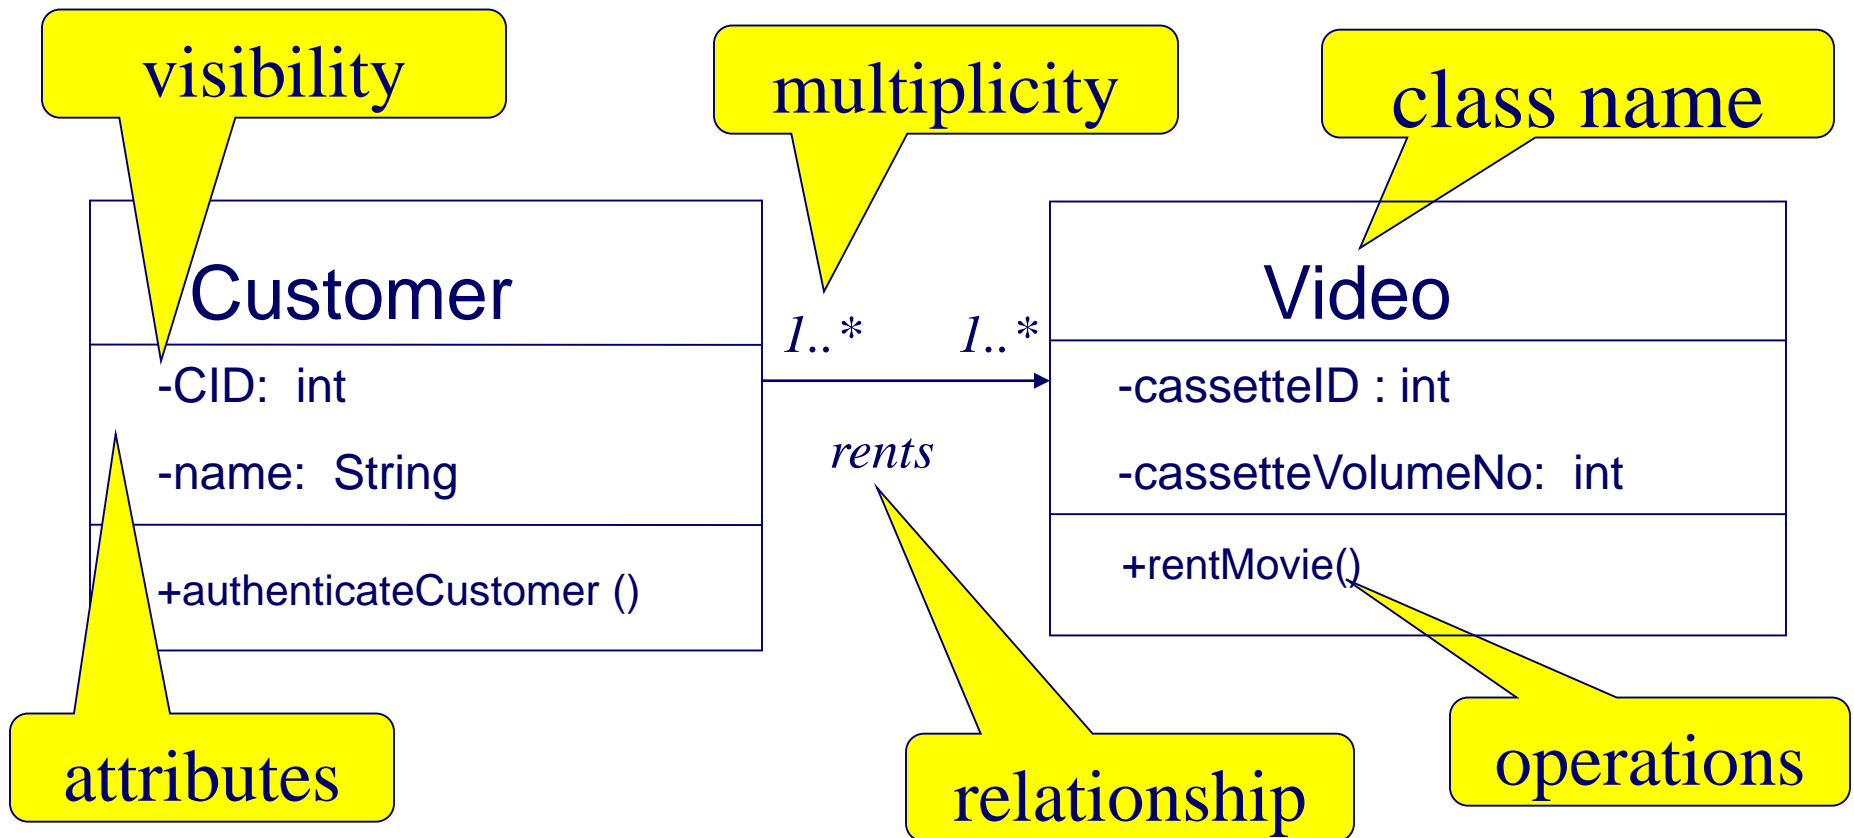 visibility
multiplicity
class name
Customer
-CID:  int
-name:  String
+authenticateCustomer ()
1..*
1..*
rents
Video
-cassetteID : int
-cassetteVolumeNo:  int
+rentMovie()
attributes
relationship
operations